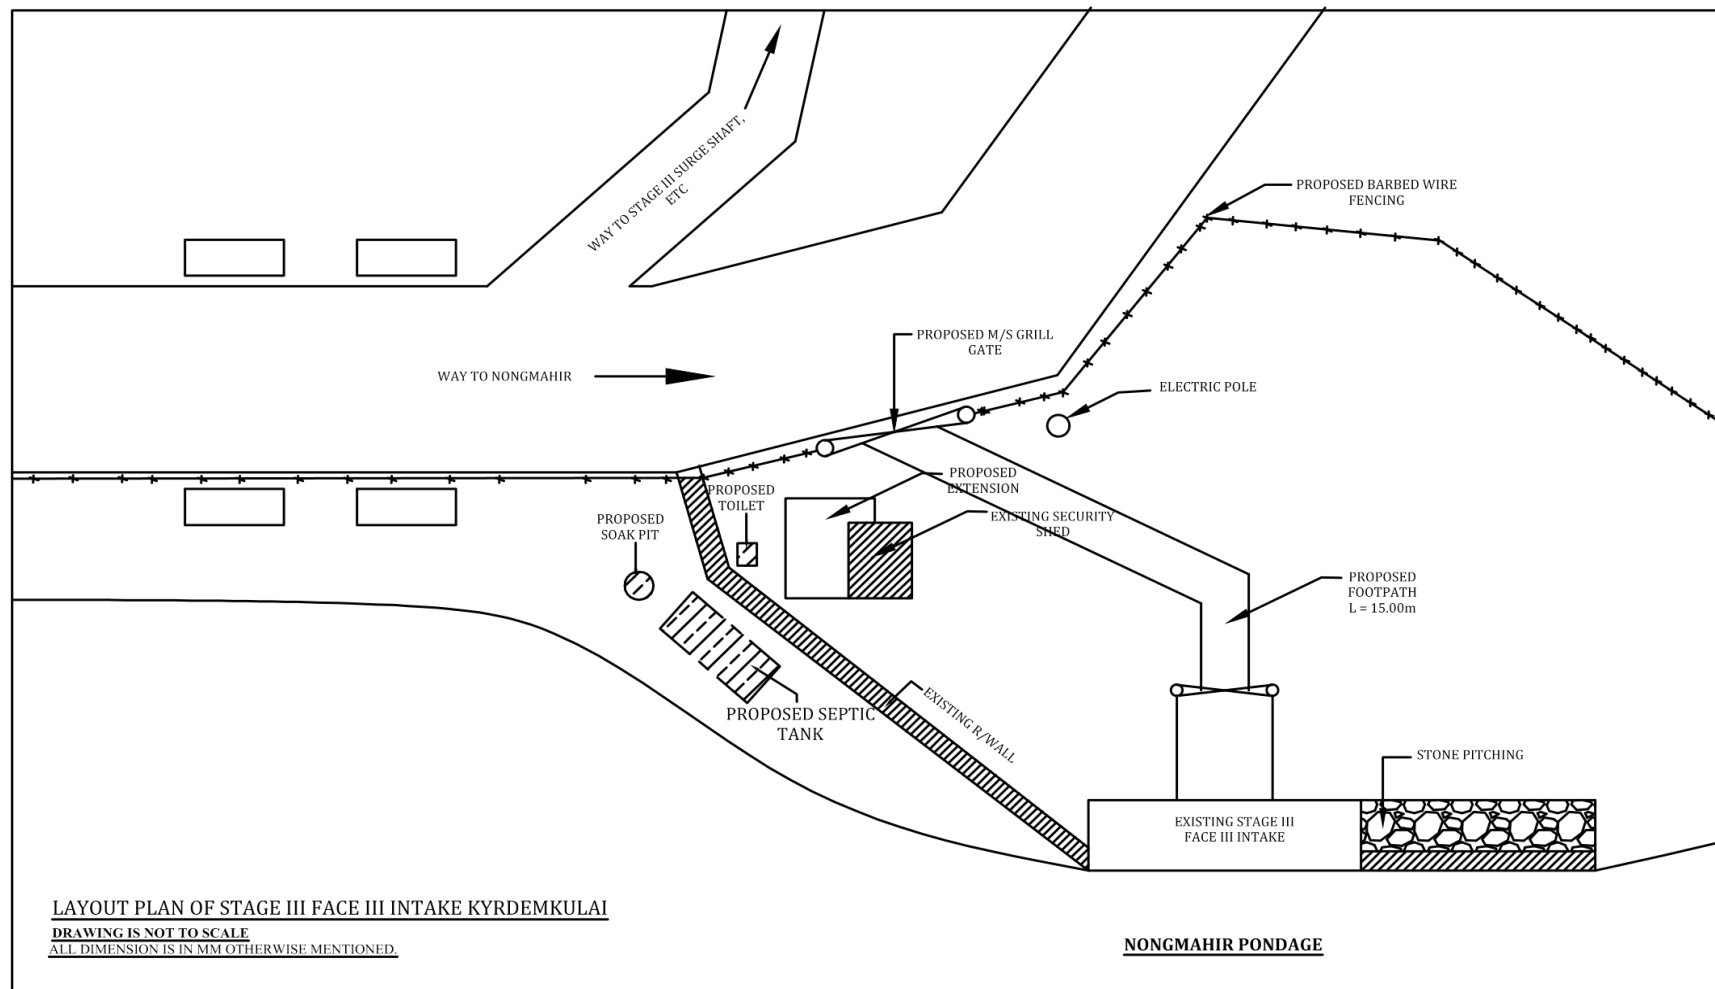 WAY TO STAGE III SURGE SHAFT,
ETC
PROPOSED BARBED WIRE
FENCING
PROPOSED M/S GRILL
GATE
WAY TO NONGMAHIR
ELECTRIC POLE
PROPOSED
EXTENSION
PROPOSED
TOILET
PROPOSED
SOAK PIT
EXISTING SECURITY
SHED
PROPOSED
FOOTPATH
L = 15.00m
PROPOSED SEPTIC
TANK
EXISTING R/WALL
STONE PITCHING
EXISTING STAGE III
FACE III INTAKE
LAYOUT PLAN OF STAGE III FACE III INTAKE KYRDEMKULAI
DRAWING IS NOT TO SCALE
ALL DIMENSION IS IN MM OTHERWISE MENTIONED.
NONGMAHIR PONDAGE